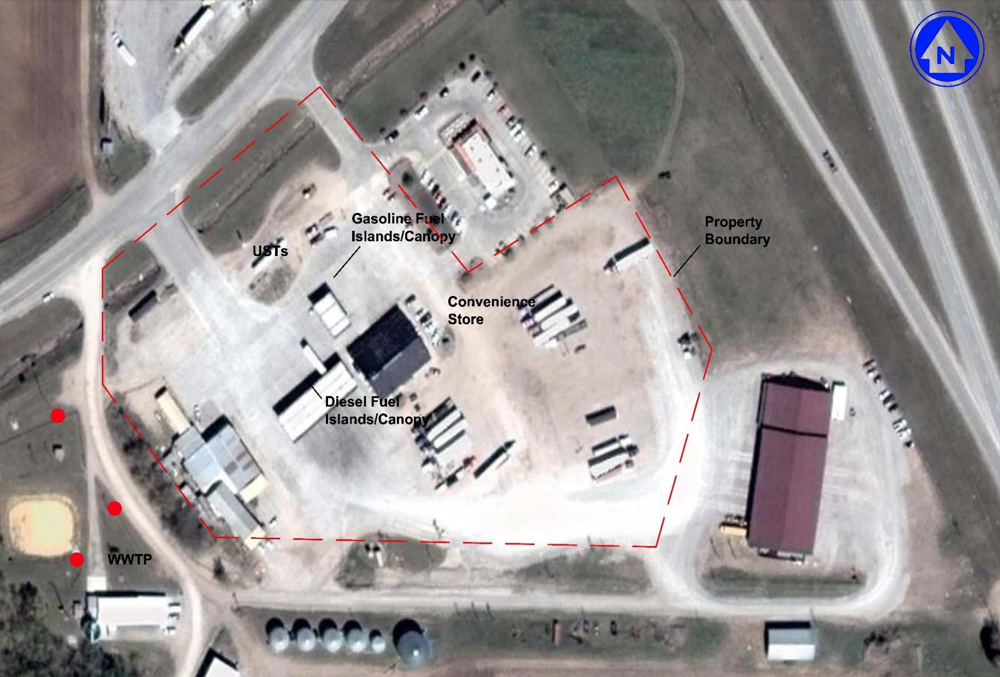 N
Gasoline Fuel
Islands/Canopy
Property
Boundary
USTs
Convenience
Store
Diesel Fuel
Islands/Canopy
WWTP